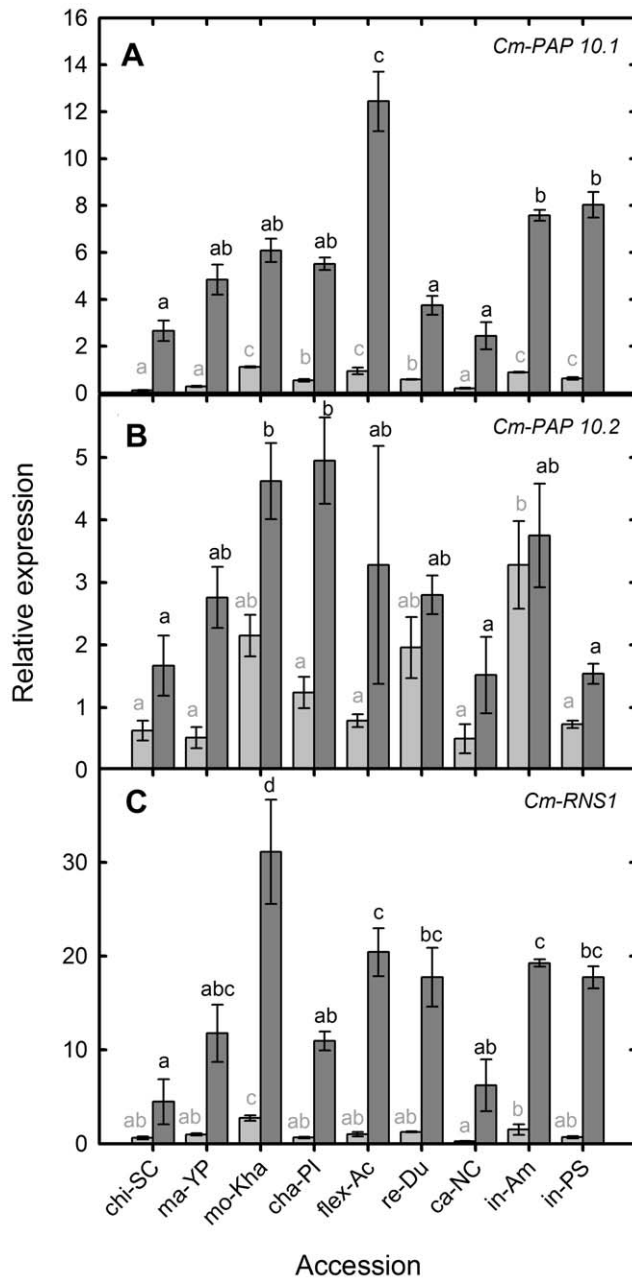 16
14
12
10
8
6
4
2
0
A
Cm-PAP 10.1
a a a ab c ab b ab c c b a a a c b c b
B
Cm-PAP 10.2
5
4
3
2
1
0
a a a ab ab b a b a ab ab ab a a b ab a a
Relative expression
C
Cm-RNS1
30
20
10
0
ab a ab abc c d ab ab ab c ab bc a ab b c ab bc
chi-SC
ma-YP
mo-Kha
cha-PI
flex-Ac
re-Du
ca-NC
in-Am
in-PS
Accession